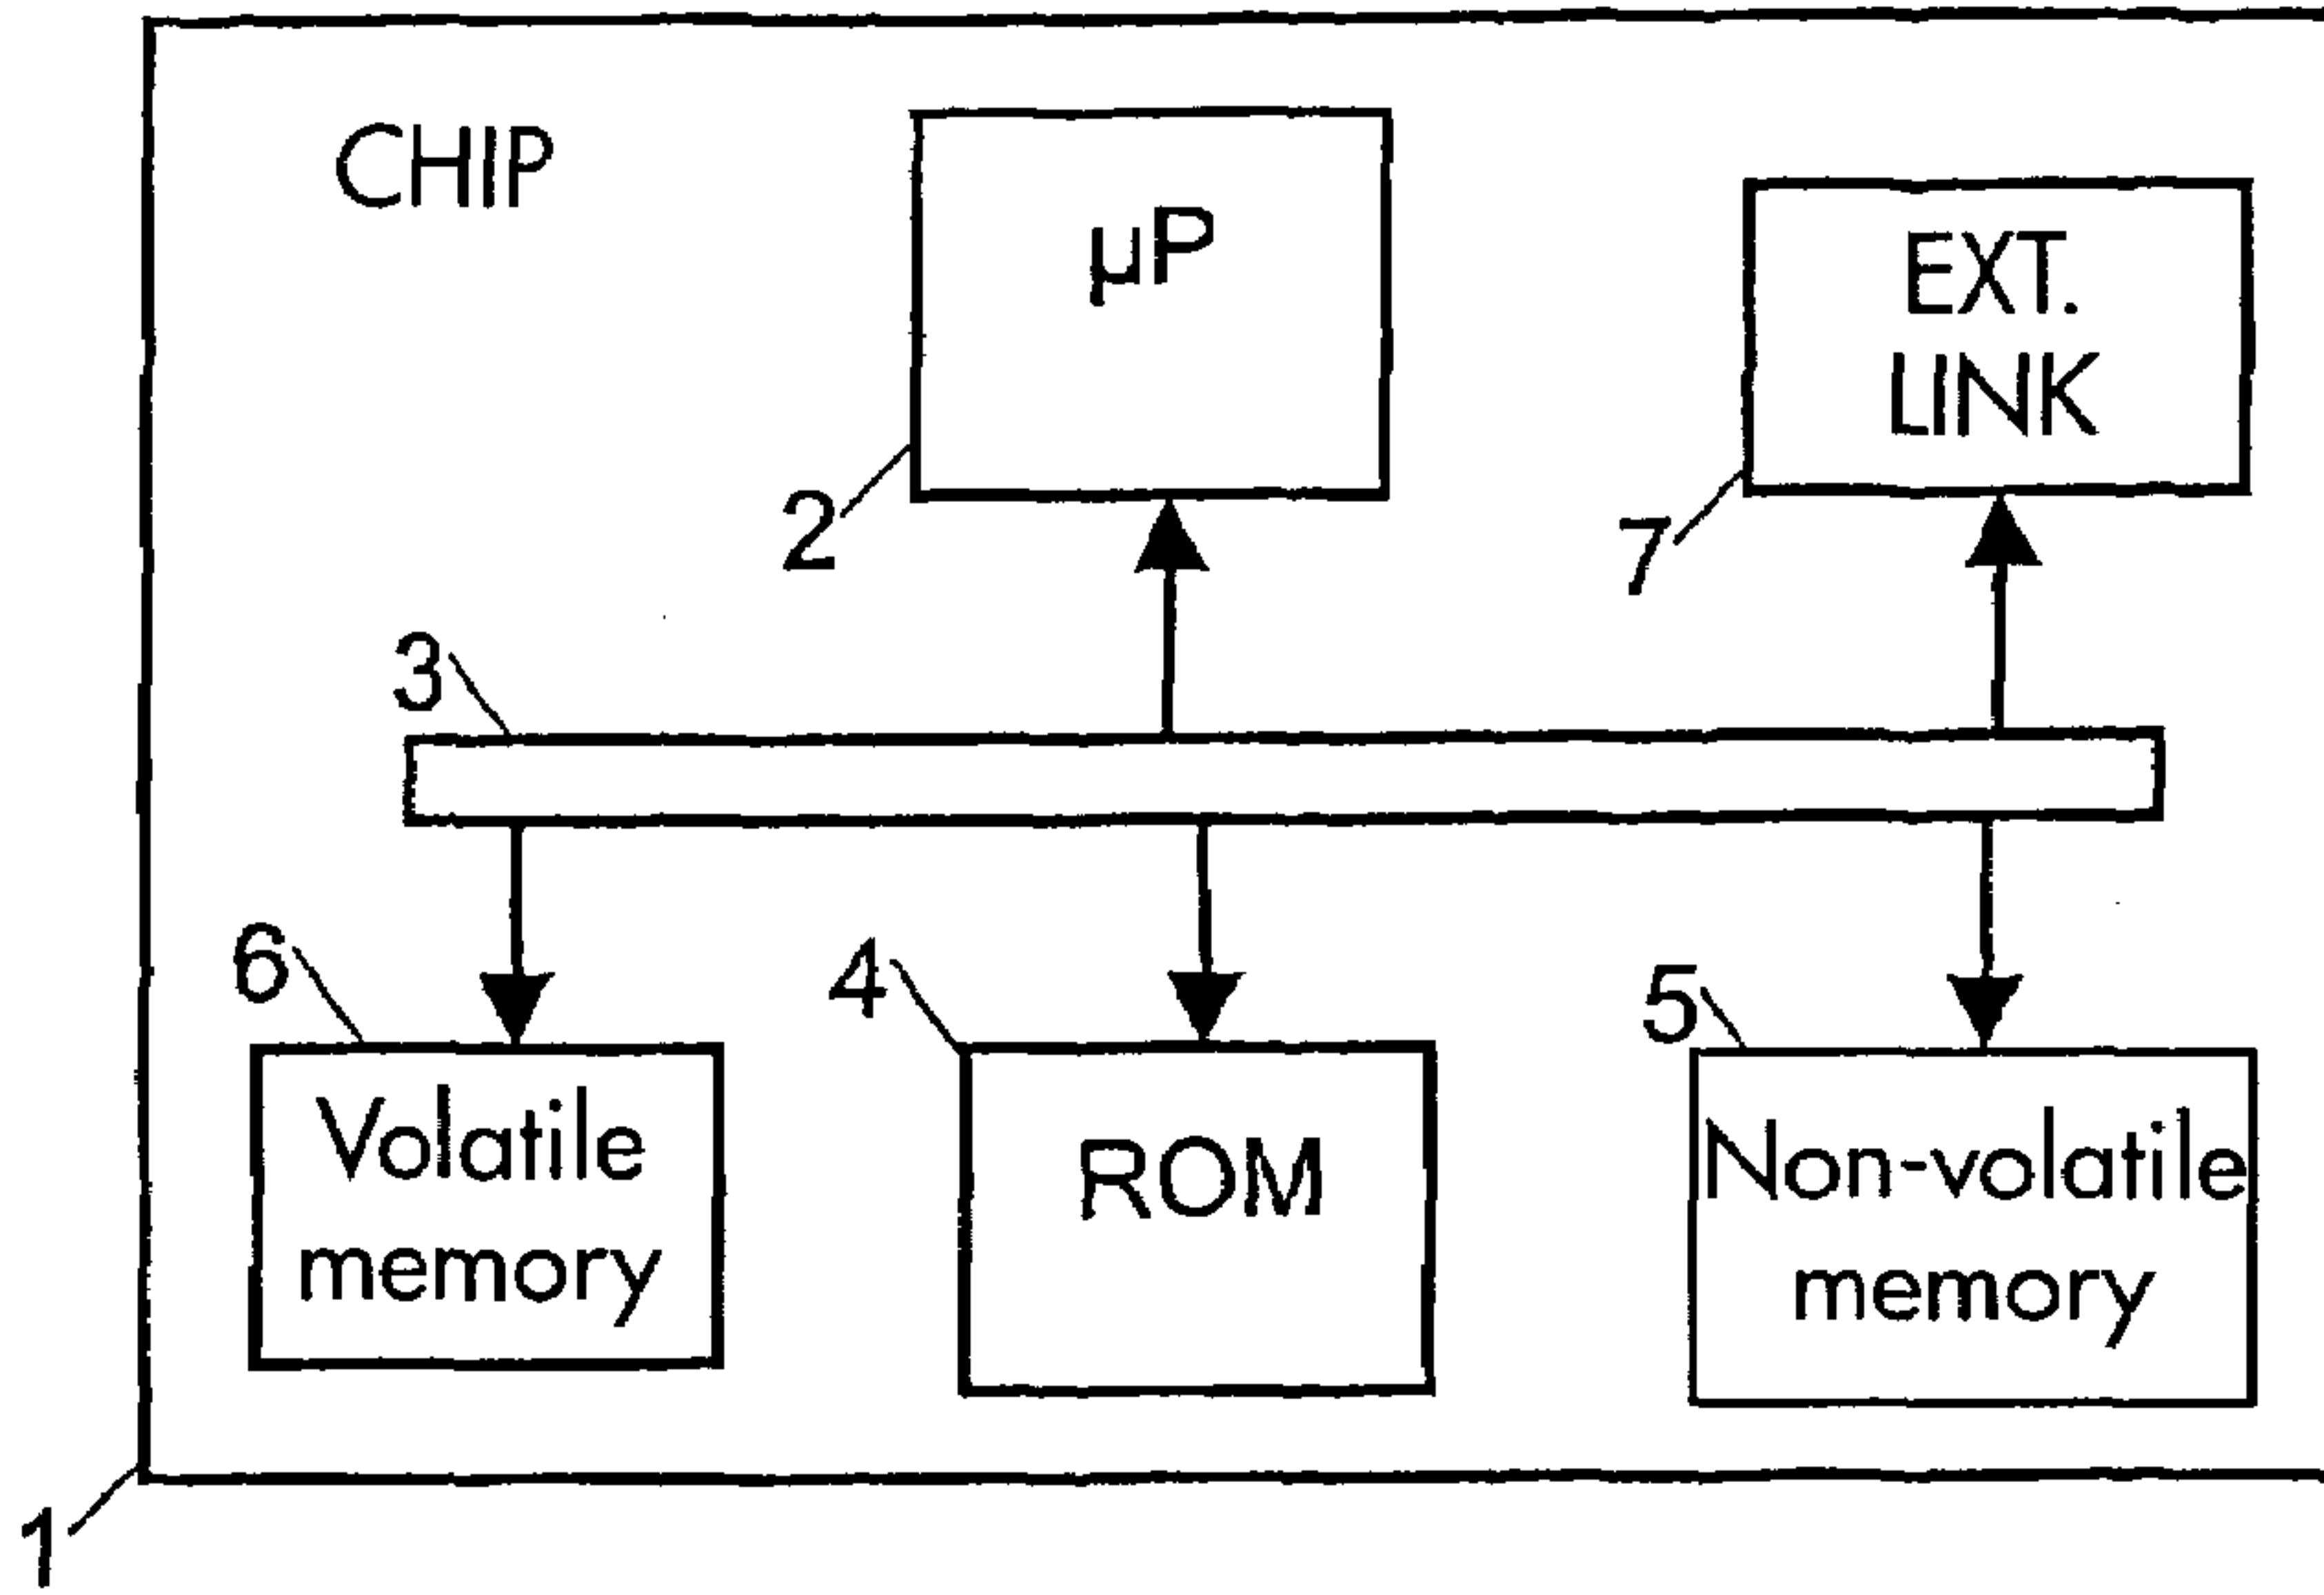 CHIP
µP
EXT.
LINK
2
7
3
6
4
5
Volatile
memory
ROM
Non-volatile
memory
1